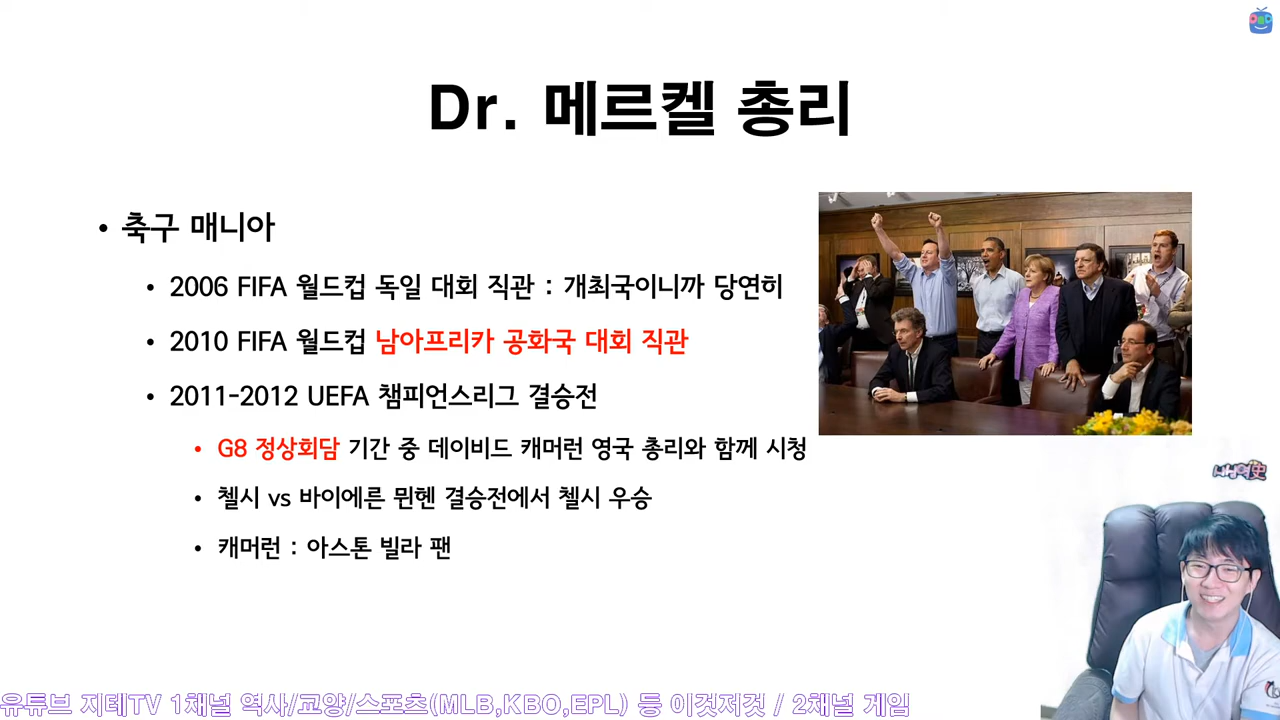 Dr. 메르켈 총리
• 축구 매니아
• 2006 FIFA 월드컵 독일 대회 직관 : 개최국이니까 당연히
• 2010 FIFA 월드컵 남아프리카 공화국 대회 직관
• 2011-2012 UEFA 챔피언스리그 결승전
• G8 정상회담 기간 중 데이비드 캐머런 영국 총리와 함께 시청
• 첼시 vs 바이에른 뮌헨 결승전에서 첼시 우승
• 캐머런 : 아스톤 빌라 팬
유튜브 지테TV 1채널 역사/교양/스포츠(MLB,KBO,EPL) 등 이것저것 / 2채널 게임